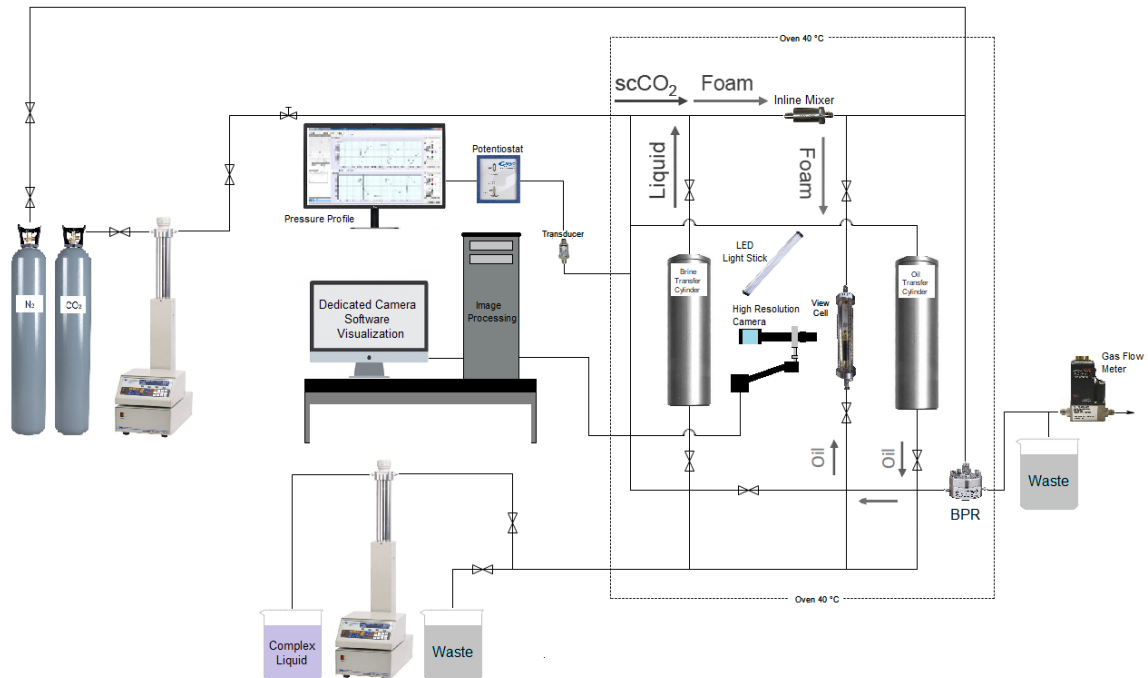 Oven 40 °C
scCO₂
Foam
Inline Mixer
Liquid
Foam
Potentiostat
Pressure Profile
Transducer
N₂
CO₂
LED
Light Stick
Brine
Transfer
Cylinder
Oil
Transfer
Cylinder
View
Cell
High Resolution
Camera
Dedicated Camera
Software
Visualization
Image
Processing
Gas Flow
Meter
Oil
Oil
Waste
BPR
Complex
Liquid
Waste
Oven 40 °C